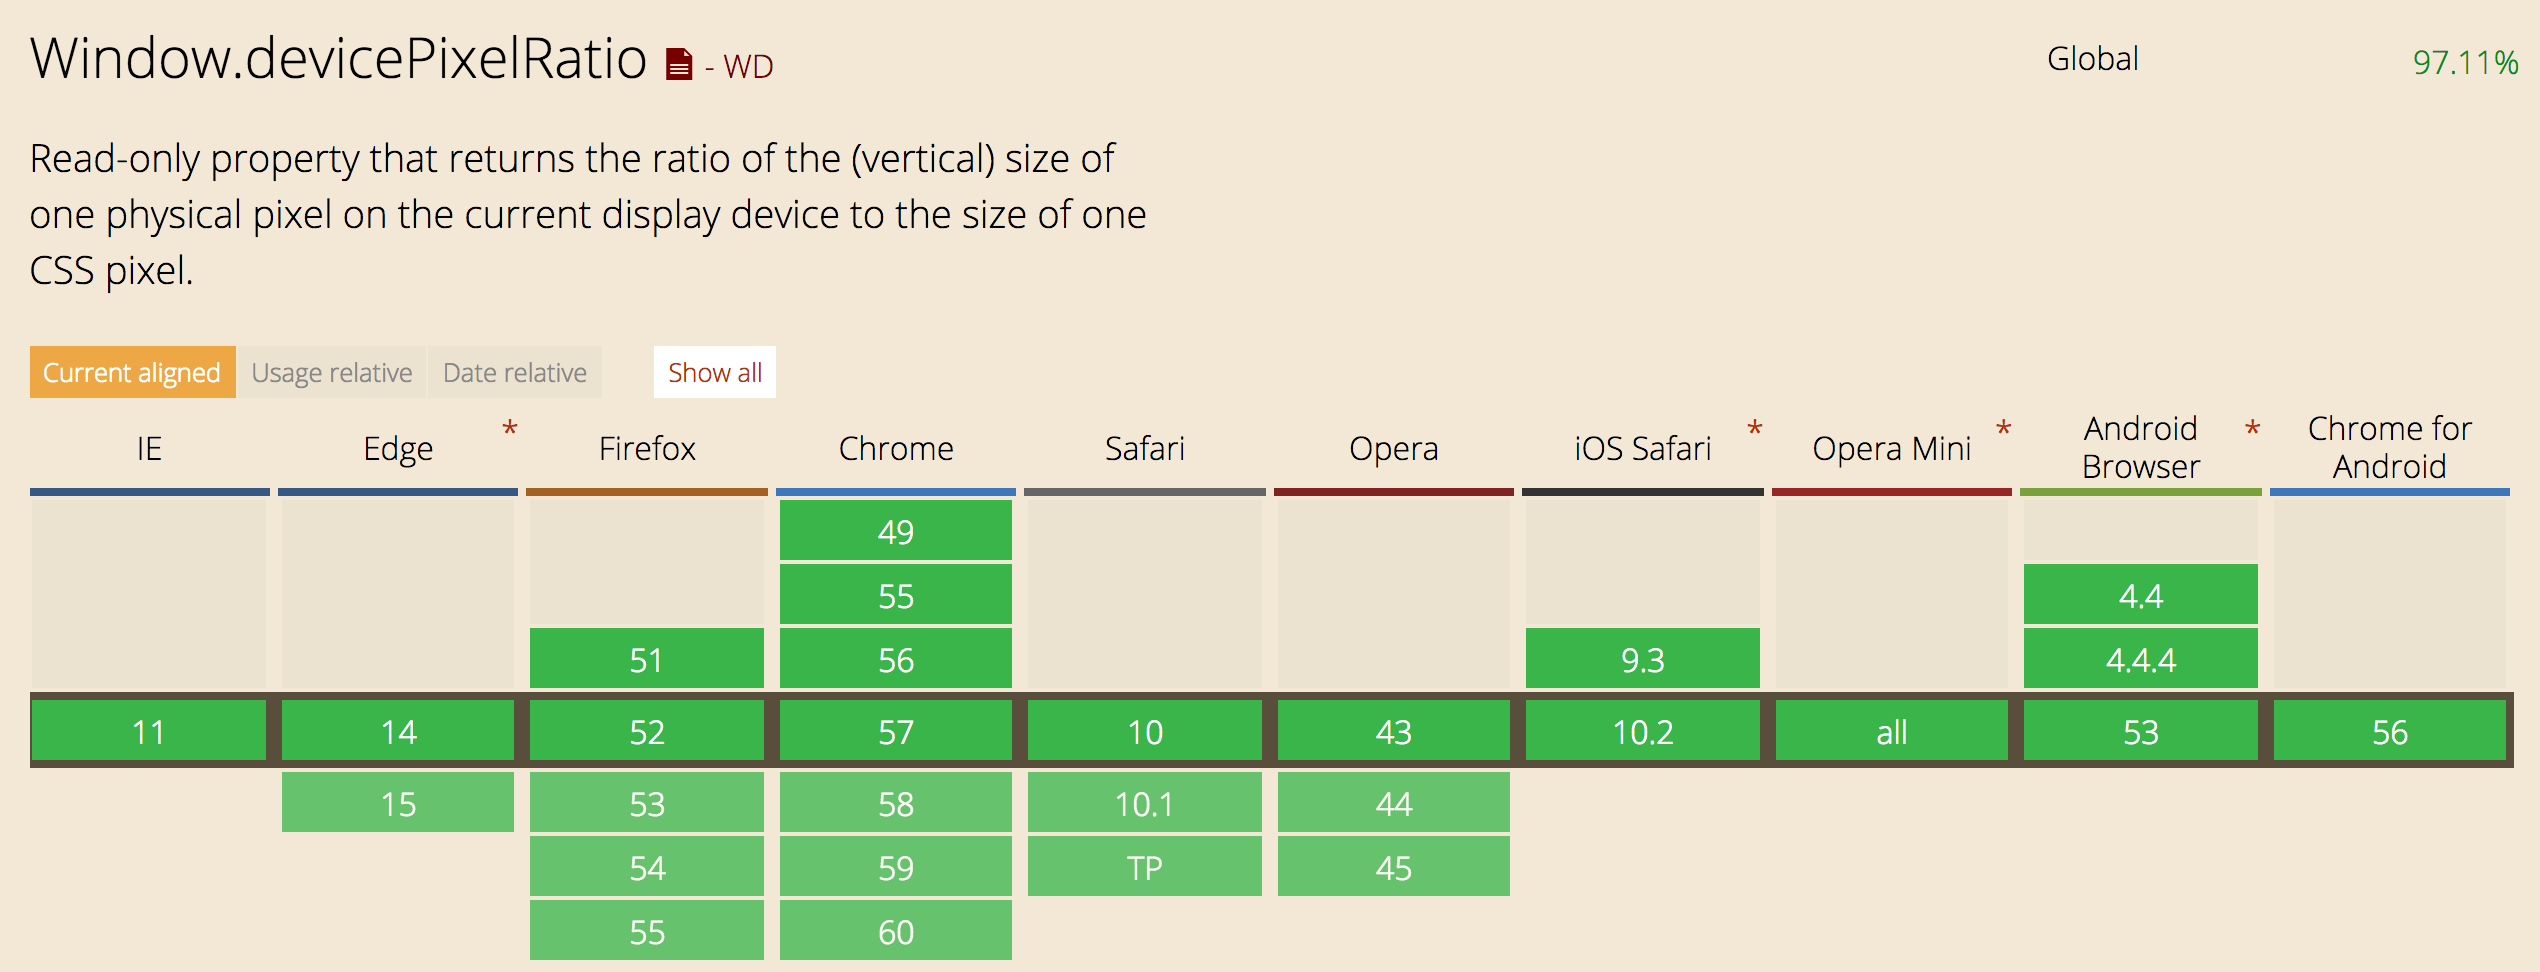 Window.devicePixelRatio - WD
Global 97.11%
Read-only property that returns the ratio of the (vertical) size of
one physical pixel on the current display device to the size of one
CSS pixel.
Current aligned Usage relative Date relative Show all
IE Edge * Firefox Chrome Safari Opera iOS Safari * Opera Mini * Android Browser * Chrome for Android
49
55 4.4
51 56 9.3 4.4.4
11 14 52 57 10 43 10.2 all 53 56
15 53 58 10.1 44
54 59 TP 45
55 60